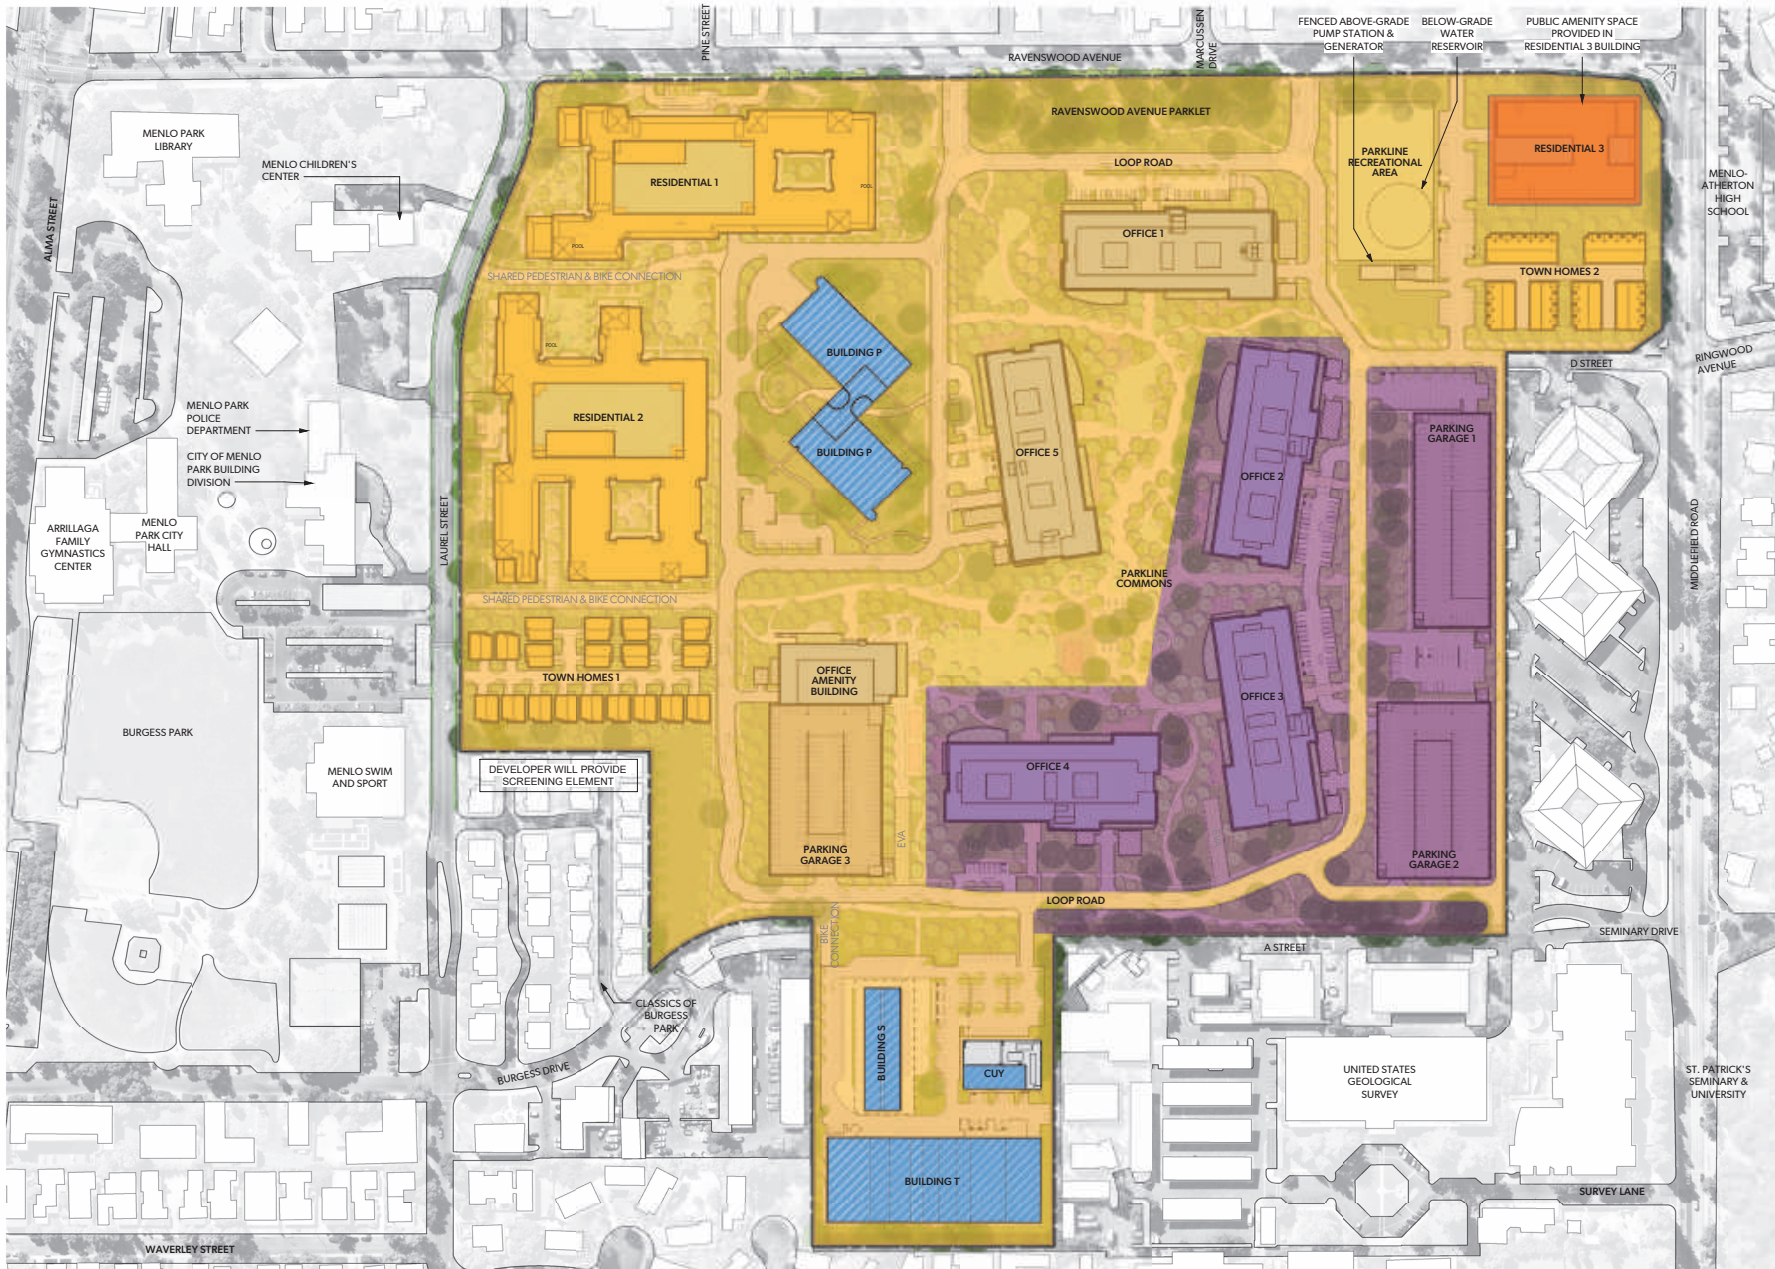 PINE STREET
RAVENSWOOD AVENUE
MARCUSSEN
DRIVE
FENCED ABOVE-GRADE
PUMP STATION &
GENERATOR
BELOW-GRADE
WATER
RESERVOIR
PUBLIC AMENITY SPACE
PROVIDED IN
RESIDENTIAL 3 BUILDING
MENLO PARK
LIBRARY
MENLO CHILDREN'S
CENTER
ALMA STREET
RAVENSWOOD AVENUE PARKLET
LOOP ROAD
PARKLINE
RECREATIONAL
AREA
RESIDENTIAL 3
MENLO-
ATHERTON
HIGH
SCHOOL
RESIDENTIAL 1
POOL
POOL
OFFICE 1
SHARED PEDESTRIAN & BIKE CONNECTION
TOWN HOMES 2
POOL
BUILDING P
D STREET
RINGWOOD
AVENUE
MENLO PARK
POLICE
DEPARTMENT
RESIDENTIAL 2
BUILDING P
OFFICE 5
OFFICE 2
PARKING
GARAGE 1
CITY OF MENLO
PARK BUILDING
DIVISION
ARRILLAGA
FAMILY
GYMNASTICS
CENTER
MENLO
PARK CITY
HALL
LAUREL STREET
MIDDLEFIELD ROAD
PARKLINE
COMMONS
SHARED PEDESTRIAN & BIKE CONNECTION
TOWN HOMES 1
OFFICE
AMENITY
BUILDING
OFFICE 3
BURGESS PARK
MENLO SWIM
AND SPORT
DEVELOPER WILL PROVIDE
SCREENING ELEMENT
OFFICE 4
EVA
PARKING
GARAGE 3
PARKING
GARAGE 2
LOOP ROAD
BIKE
CONNECTION
A STREET
SEMINARY DRIVE
CLASSICS OF
BURGESS
PARK
BUILDING S
CUY
BURGESS DRIVE
UNITED STATES
GEOLOGICAL
SURVEY
ST. PATRICK'S
SEMINARY &
UNIVERSITY
BUILDING T
SURVEY LANE
WAVERLEY STREET